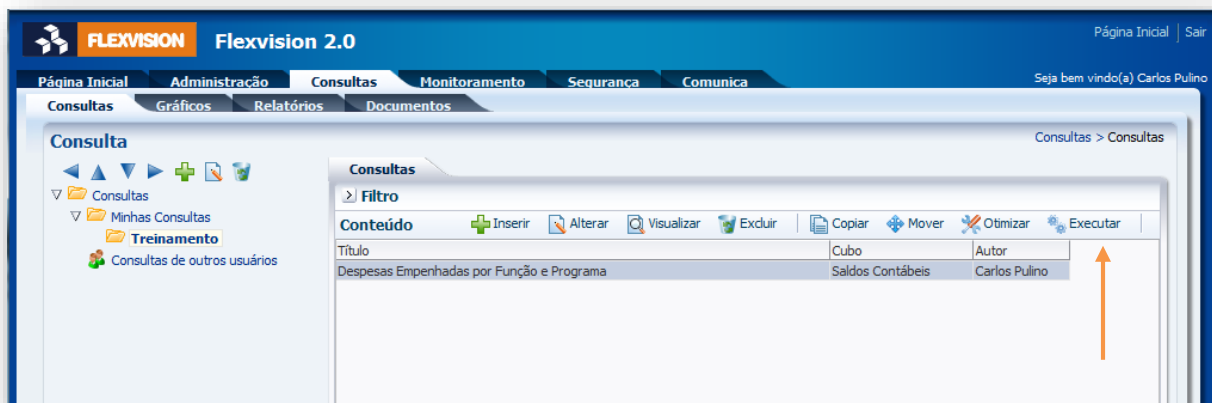 FLEXVISION Flexvision 2.0
Página Inicial Sair
Página Inicial Administração Consultas Monitoramento Segurança Comunica
Seja bem vindo(a) Carlos Pulino
Consultas Gráficos Relatórios Documentos
Consulta
Consultas > Consultas
Consultas
Minhas Consultas
Treinamento
Consultas de outros usuários
Consultas
Filtro
Conteúdo Inserir Alterar Visualizar Excluir Copiar Mover Otimizar Executar
Título Cubo Autor
Despesas Empenhadas por Função e Programa Saldos Contábeis Carlos Pulino